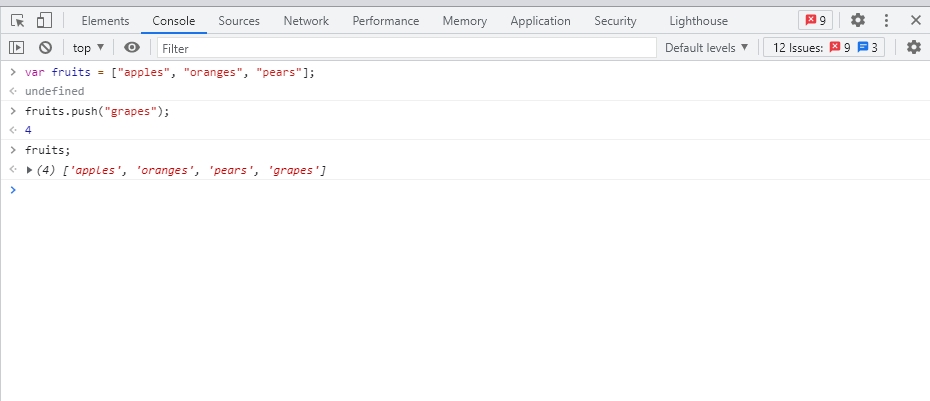 Elements Console Sources Network Performance Memory Application Security Lighthouse 9
top Filter Default levels 12 Issues: 9 3
var fruits = ["apples", "oranges", "pears"];
undefined
fruits.push("grapes");
4
fruits;
(4) ['apples', 'oranges', 'pears', 'grapes']